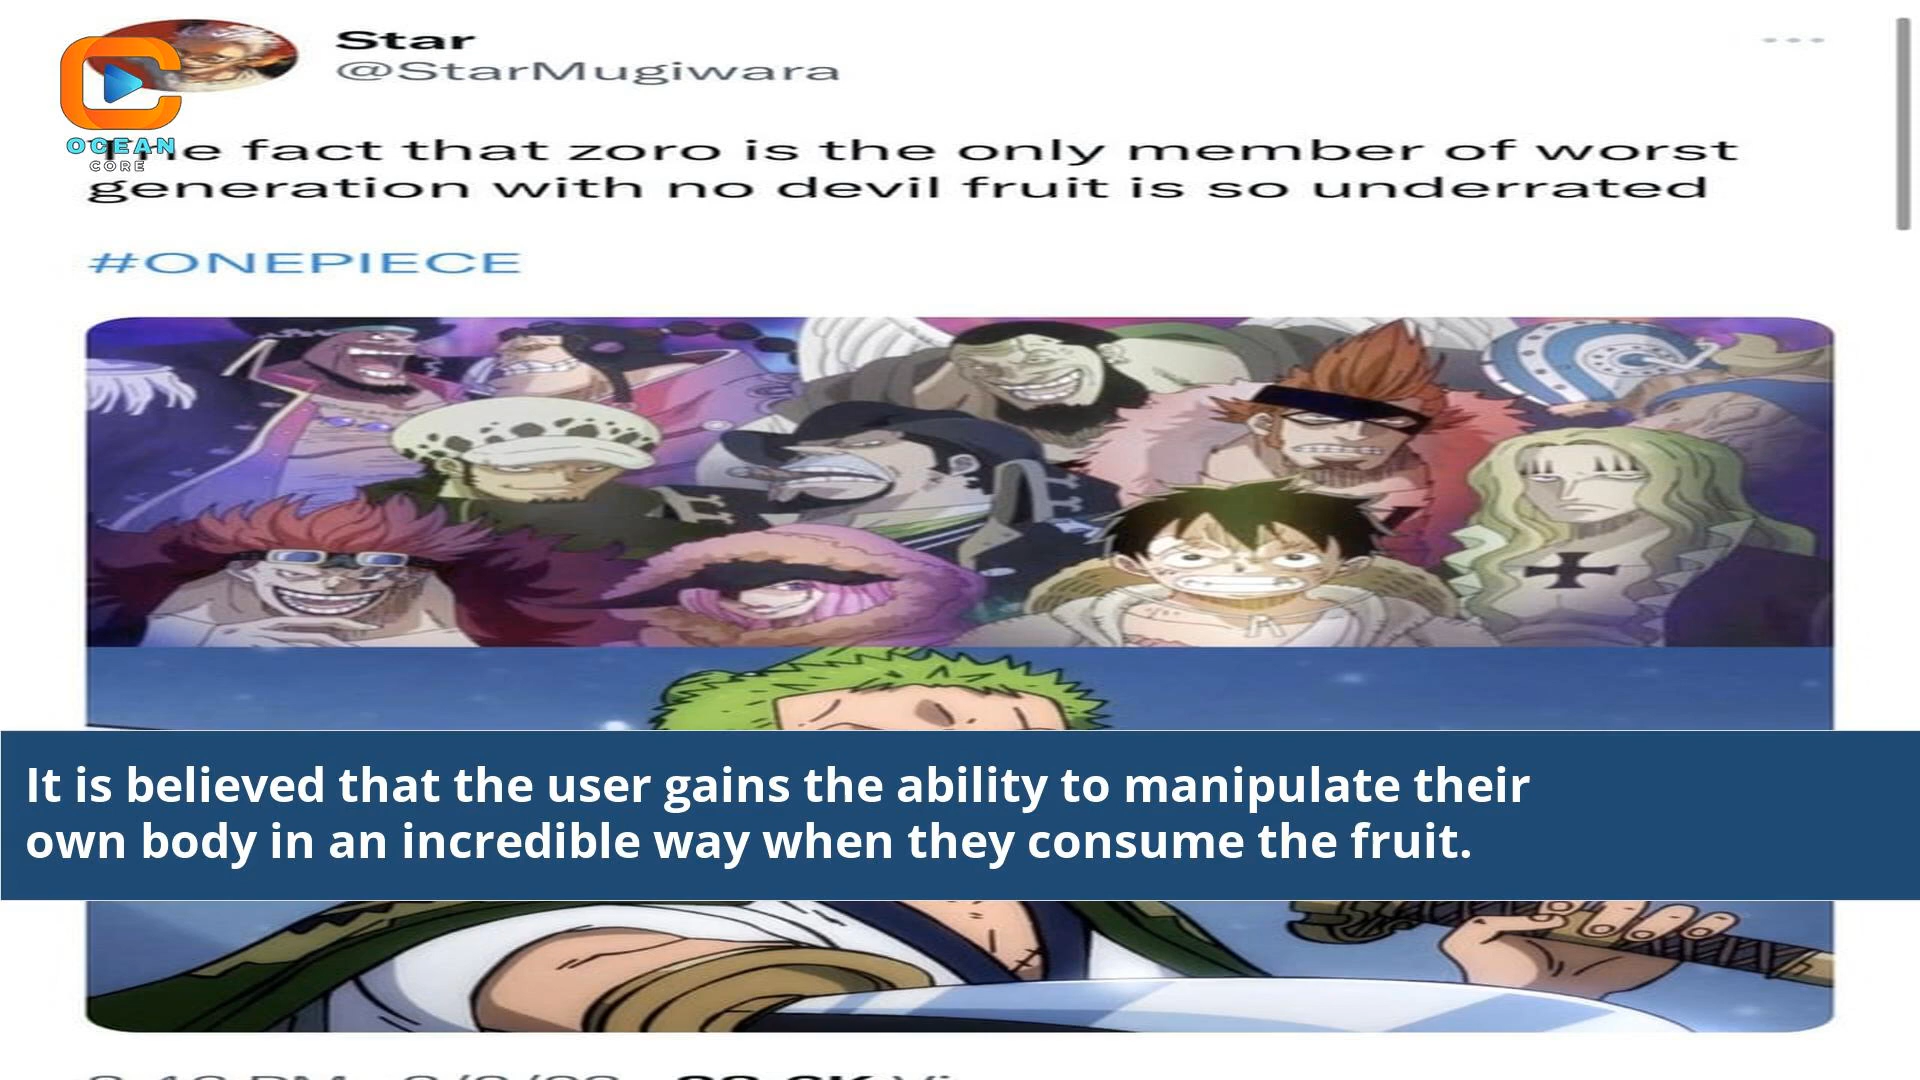 Star
@StarMugiwara
OCEAN
CORE
The fact that zoro is the only member of worst
generation with no devil fruit is so underrated
#ONEPIECE
It is believed that the user gains the ability to manipulate their
own body in an incredible way when they consume the fruit.